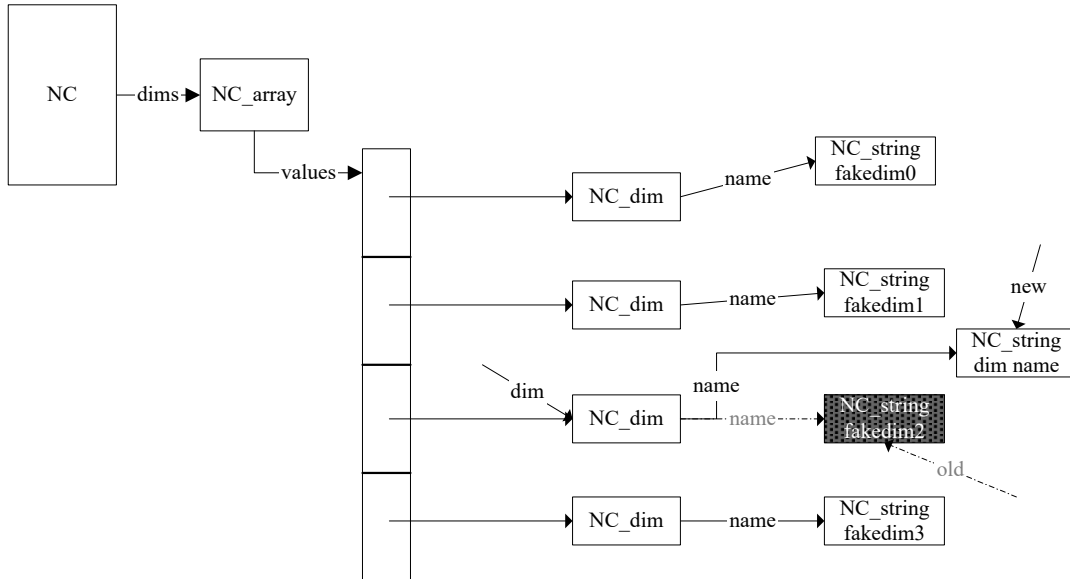 NC
dims
NC_array
values
NC_dim
name
NC_string
fakedim0
NC_dim
name
NC_string
fakedim1
new
NC_string
dim name
dim
NC_dim
name
name
NC_string
fakedim2
old
NC_dim
name
NC_string
fakedim3